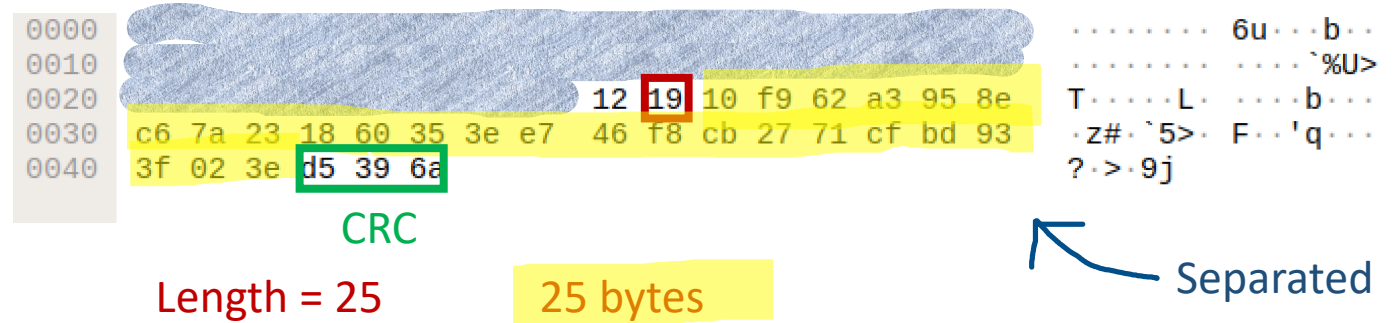 0000 ········ 6u···b··
0010 ········ ····`%U>
0020 12 19 10 f9 62 a3 95 8e T·····L· ····b···
0030 c6 7a 23 18 60 35 3e e7 46 f8 cb 27 71 cf bd 93 ·z#·`5>· F··'q···
0040 3f 02 3e d5 39 6a ?·>·9j
CRC
Separated
Length = 25 25 bytes